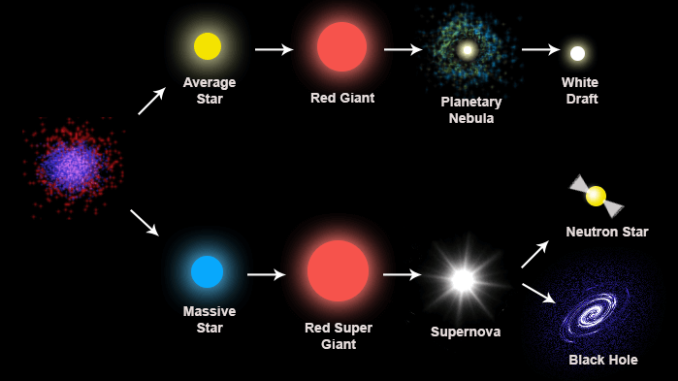 Average
Star
Red Giant
Planetary
Nebula
White
Draft
Neutron Star
Massive
Star
Red Super
Giant
Supernova
Black Hole